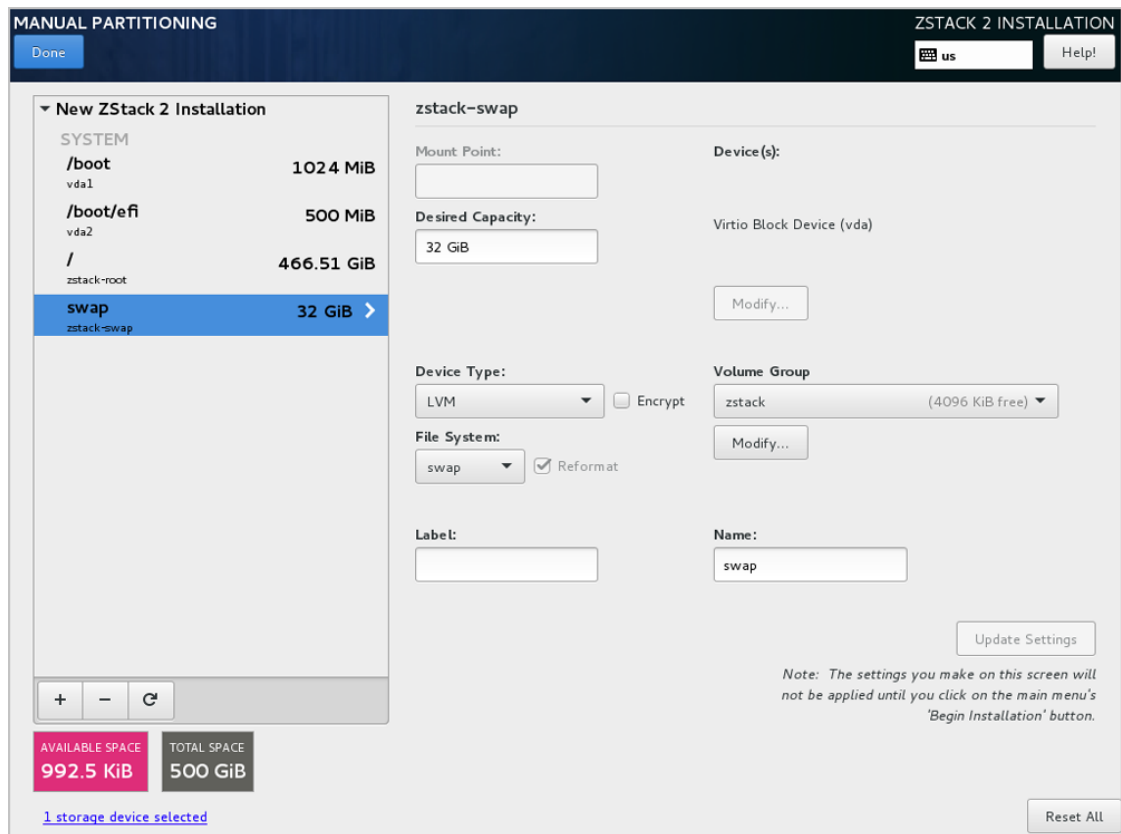 MANUAL PARTITIONING
ZSTACK 2 INSTALLATION
Done
us
Help!
New ZStack 2 Installation
SYSTEM
/boot
1024 MiB
vda1
/boot/efi
500 MiB
vda2
/
466.51 GiB
zstack-root
swap
32 GiB
zstack-swap
zstack-swap
Mount Point:
Device(s):
Desired Capacity:
32 GiB
Virtio Block Device (vda)
Modify...
Device Type:
Volume Group
LVM
Encrypt
zstack
(4096 KiB free)
File System:
Modify...
swap
Reformat
Label:
Name:
swap
Update Settings
Note: The settings you make on this screen will
not be applied until you click on the main menu's
'Begin Installation' button.
+
−
AVAILABLE SPACE
992.5 KiB
TOTAL SPACE
500 GiB
1 storage device selected
Reset All